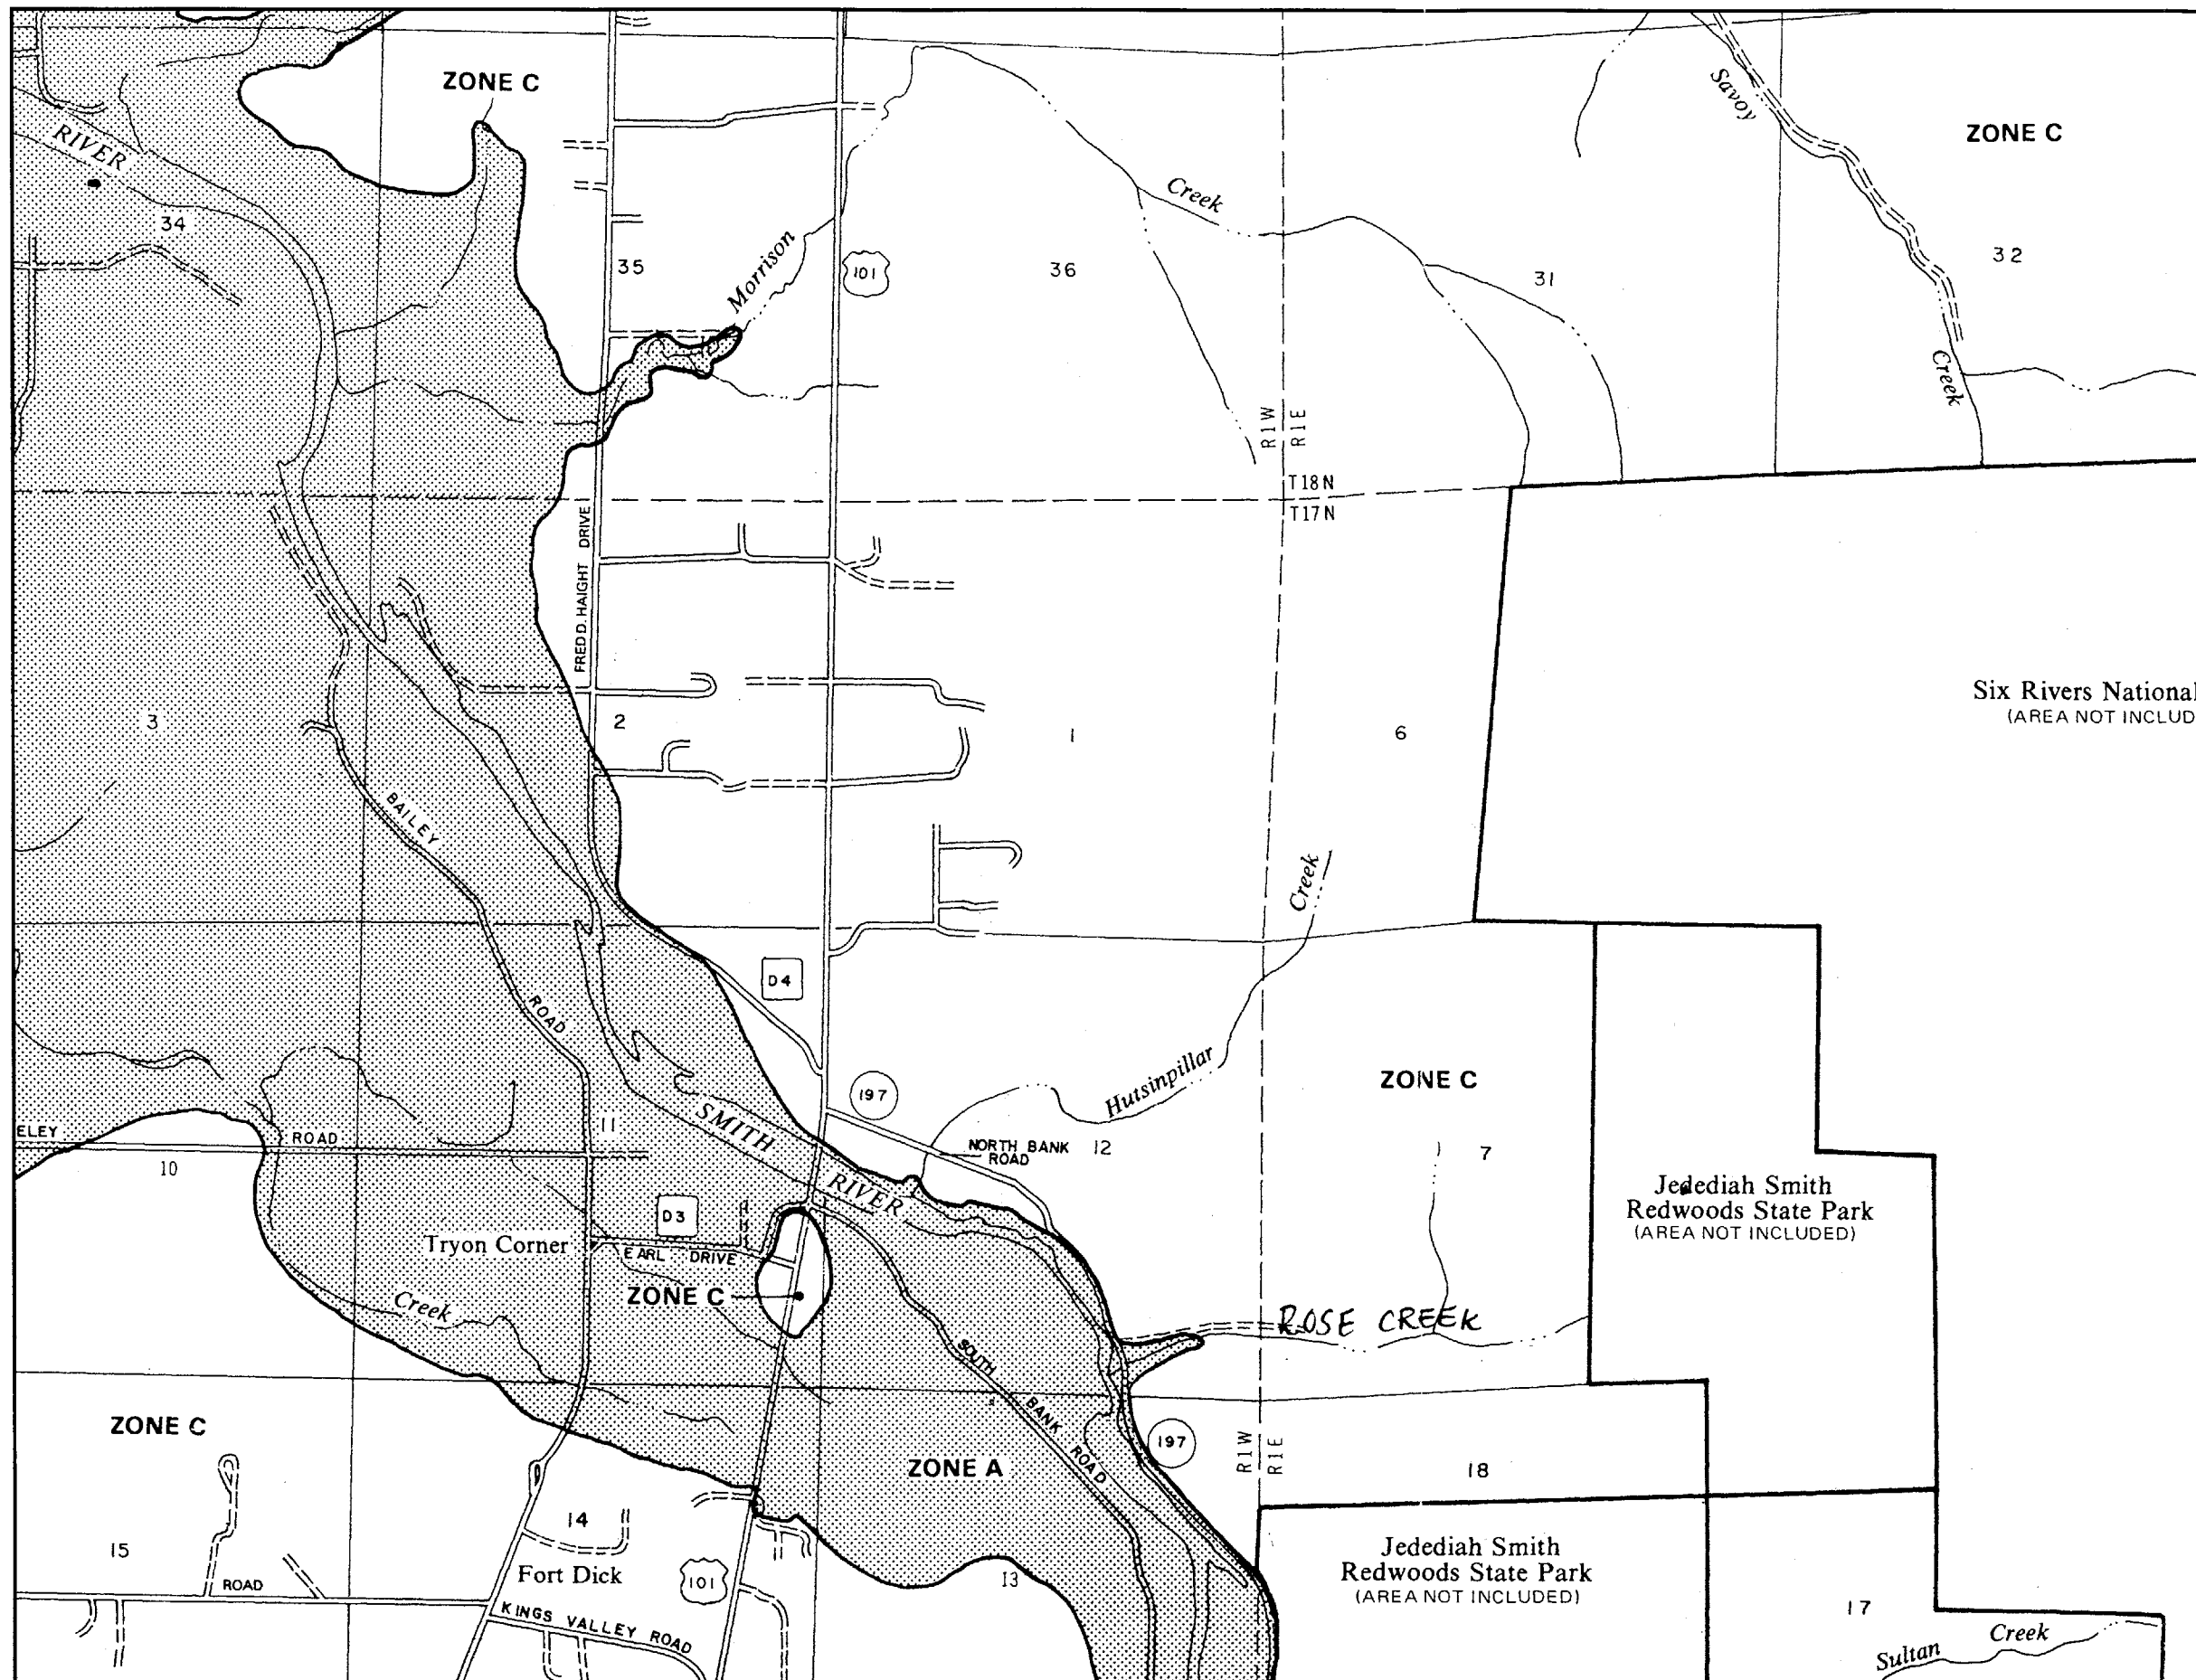 ZONE C
Savoy
ZONE C
RIVER
34
Creek
35
Morrison
101
36
31
32
Creek
R1W
R1E
T18N
T17N
FRED D. HAIGHT DRIVE
Six Rivers National
(AREA NOT INCLUD
3
2
1
6
BAILEY
Creek
D4
ROAD
197
SMITH
Hutsinpillar
ZONE C
ELEY
ROAD
11
NORTH BANK
ROAD
12
7
10
RIVER
Jedediah Smith
Redwoods State Park
(AREA NOT INCLUDED)
D3
Tryon Corner
EARL DRIVE
ZONE C
Creek
ROSE CREEK
SOUTH
BANK
ROAD
ZONE C
197
R1W
R1E
ZONE A
18
14
15
Fort Dick
101
13
Jedediah Smith
Redwoods State Park
(AREA NOT INCLUDED)
ROAD
KINGS VALLEY ROAD
17
Sultan
Creek